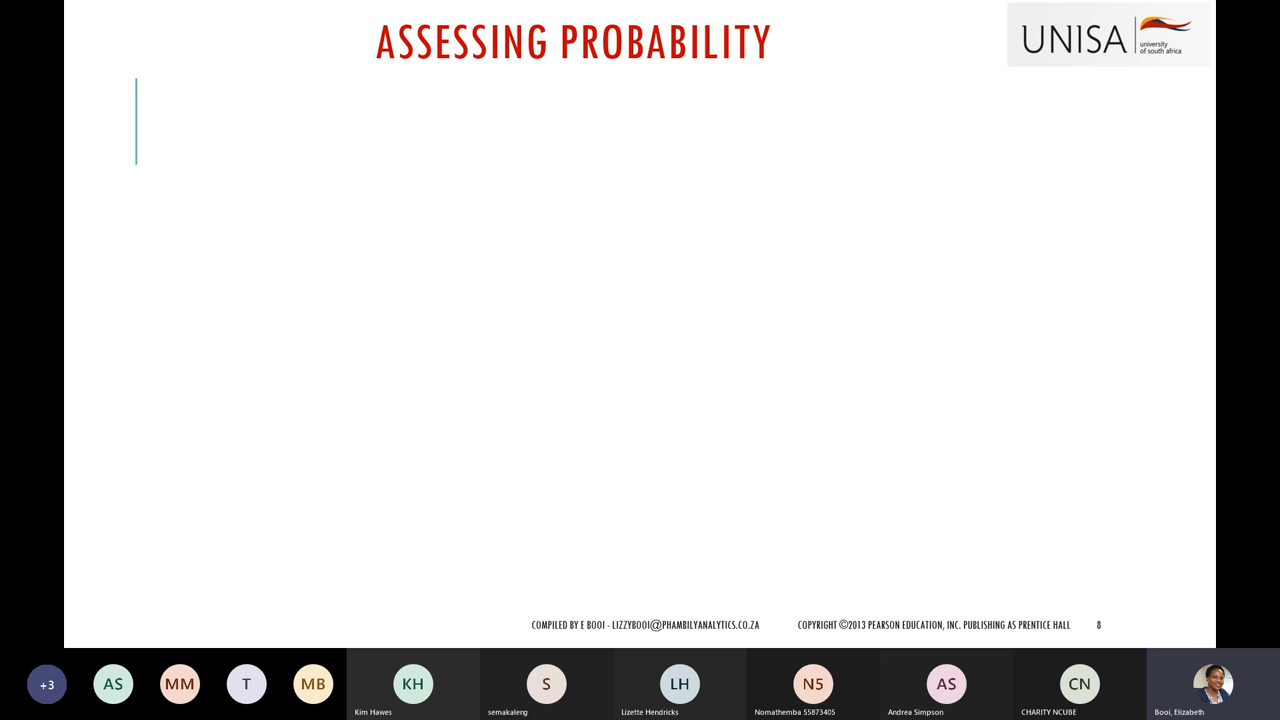 ASSESSING PROBABILITY
UNISA
university
of south africa
COMPILED BY E BOOI - LIZZYBOOI@PHAMBILYANALYTICS.CO.ZA
COPYRIGHT ©2013 PEARSON EDUCATION, INC. PUBLISHING AS PRENTICE HALL
8
+3
AS
MM
T
MB
KH
S
LH
N5
AS
CN
Kim Hawes
semakaleng
Lizette Hendricks
Nomathemba 55873405
Andrea Simpson
CHARITY NCUBE
Booi, Elizabeth